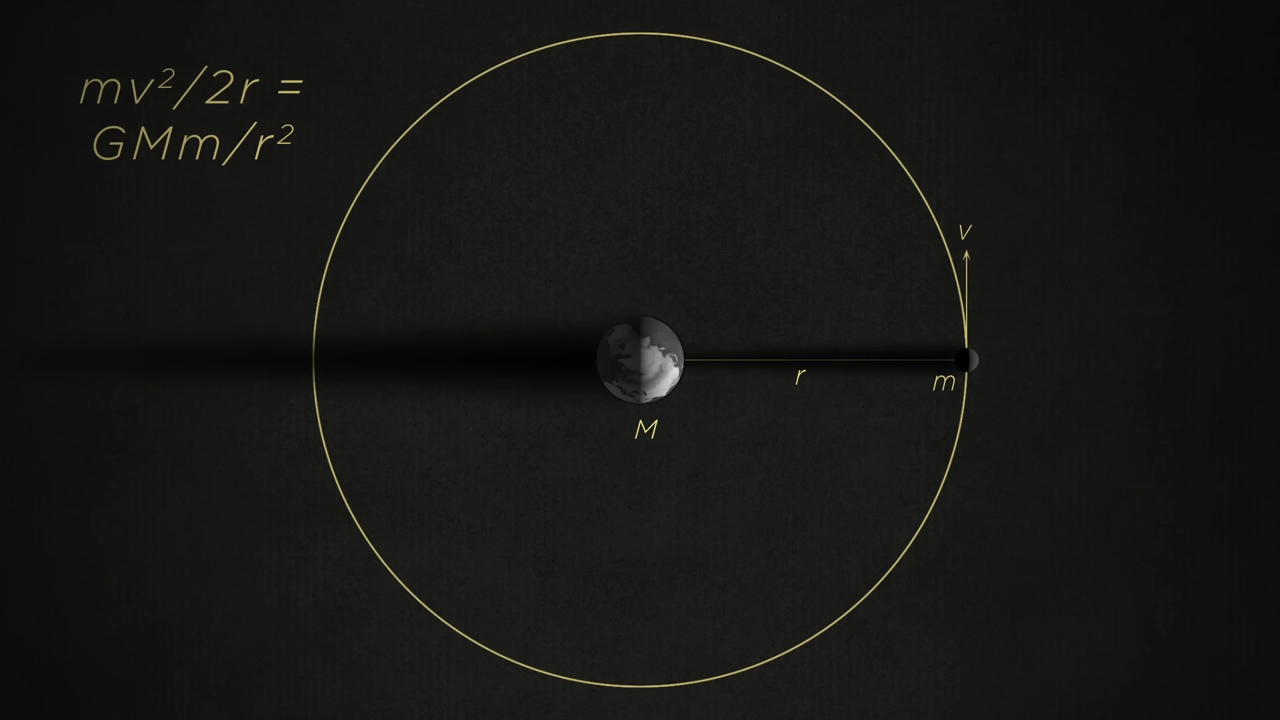 mv²/2r =
GMm/r²
v
r
m
M